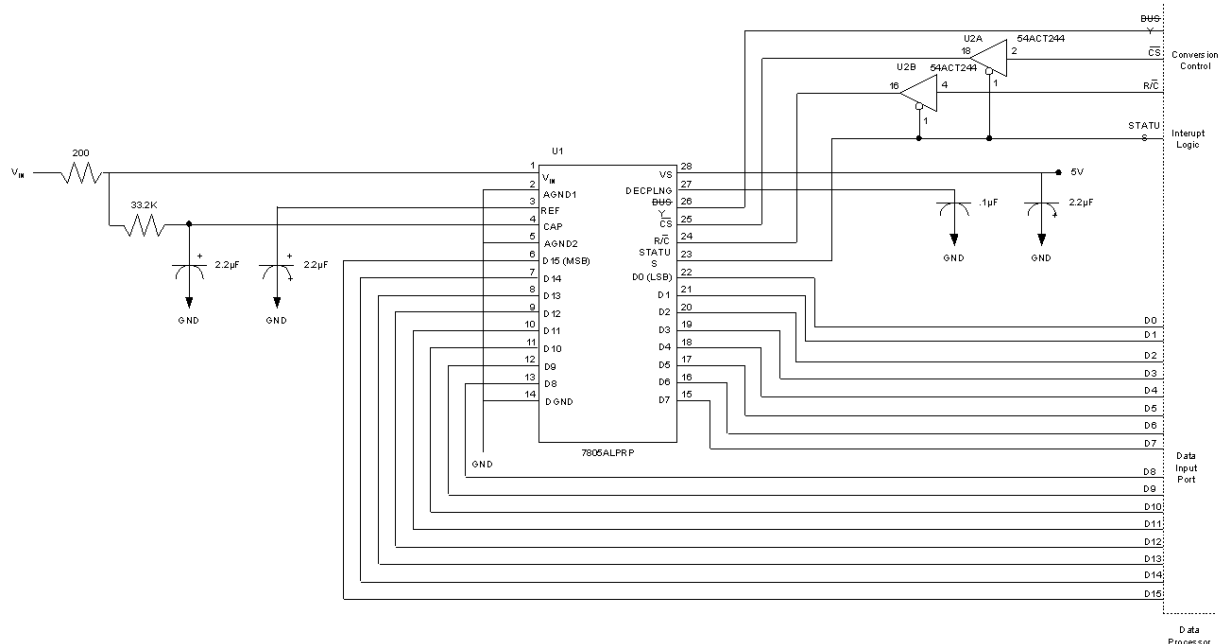 BUS
Y
U2A 54ACT244
18 2 CS
1
Conversion
Control
U2B 54ACT244
16 4 R/C
1
STATU
S
Interupt
Logic
U1
V_IN 200
33.2K
2.2µF +
2.2µF +
GND
GND
1 V_IN
2 AGND1
3 REF
4 CAP
5 AGND2
6 D15 (MSB)
7 D14
8 D13
9 D12
10 D11
11 D10
12 D9
13 D8
14 DGND
28 VS
27 DECPLNG
26 BUS
Y
25 CS
24 R/C
23 STATU
S
22 D0 (LSB)
21 D1
20 D2
19 D3
18 D4
17 D5
16 D6
15 D7
7805ALPRP
GND
5V
.1µF
2.2µF +
GND
GND
D0
D1
D2
D3
D4
D5
D6
D7
D8
D9
D10
D11
D12
D13
D14
D15
Data
Input
Port
Data
Processor